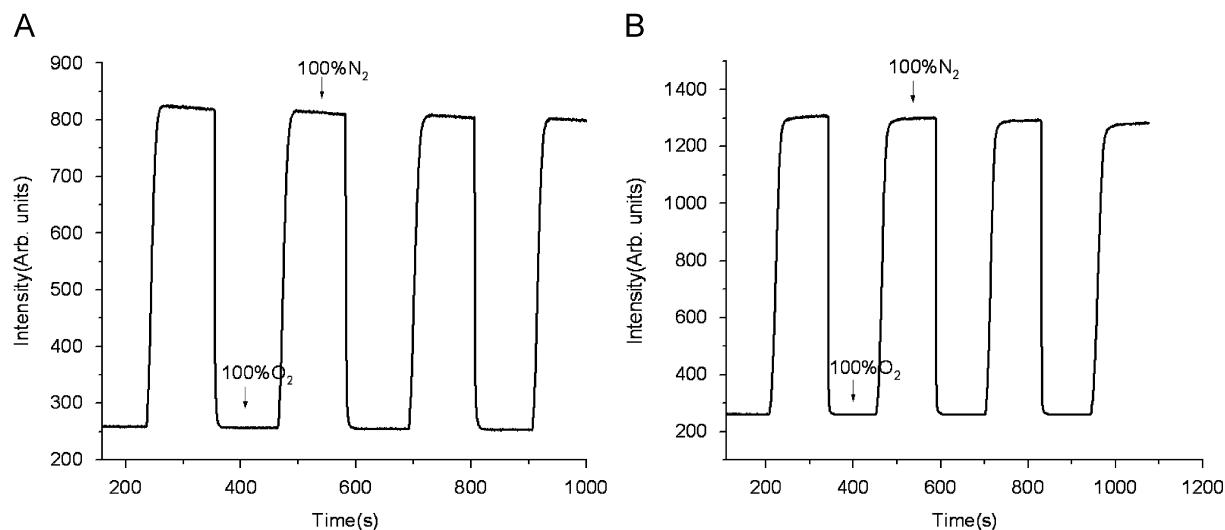 A
900
800
700
600
500
400
300
200
Intensity(Arb. units)
100%N₂
100%O₂
200 400 600 800 1000
Time(s)
B
1400
1200
1000
800
600
400
200
Intensity(Arb. units)
100%N₂
100%O₂
200 400 600 800 1000 1200
Time(s)